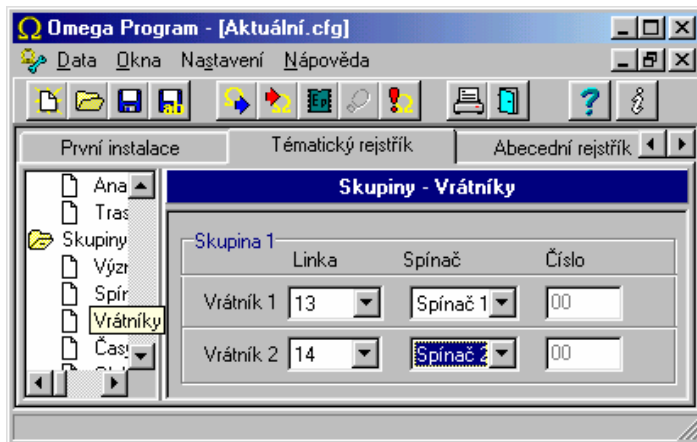 Omega Program - [Aktuální.cfg]
Data Okna Nastavení Nápověda
První instalace Tématický rejstřík Abecední rejstřík
Ana
Tras
Skupiny
Význ
Spín
Vrátníky
Časy
Skupiny - Vrátníky
Skupina 1
Linka Spínač Číslo
Vrátník 1 13 Spínač 1 00
Vrátník 2 14 Spínač 2 00